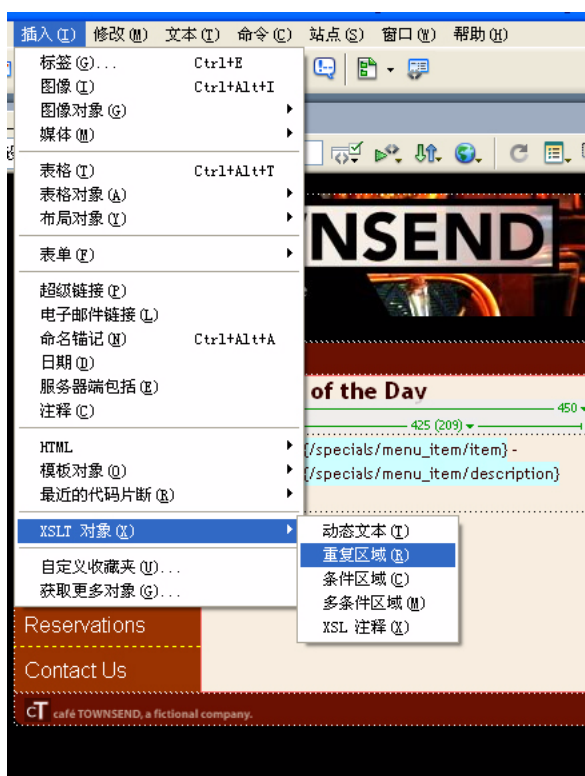 插入(I) 修改(M) 文本(T) 命令(C) 站点(S) 窗口(W) 帮助(H)
标签(G)... Ctrl+E
图像(I) Ctrl+Alt+I
图像对象(G)
媒体(M)
表格(T) Ctrl+Alt+T
表格对象(A)
布局对象(Y)
表单(F)
超级链接(P)
电子邮件链接(L)
命名锚记(N) Ctrl+Alt+A
日期(D)
服务器端包括(E)
注释(C)
HTML
模板对象(O)
最近的代码片断(R)
XSLT 对象(X)
自定义收藏夹(U)...
获取更多对象(G)...
动态文本(T)
重复区域(R)
条件区域(C)
多条件区域(M)
XSL 注释(X)
NSEND
of the Day
450
425 (209)
{/specials/menu_item/item} -
{/specials/menu_item/description}
Reservations
Contact Us
cT café TOWNSEND, a fictional company.